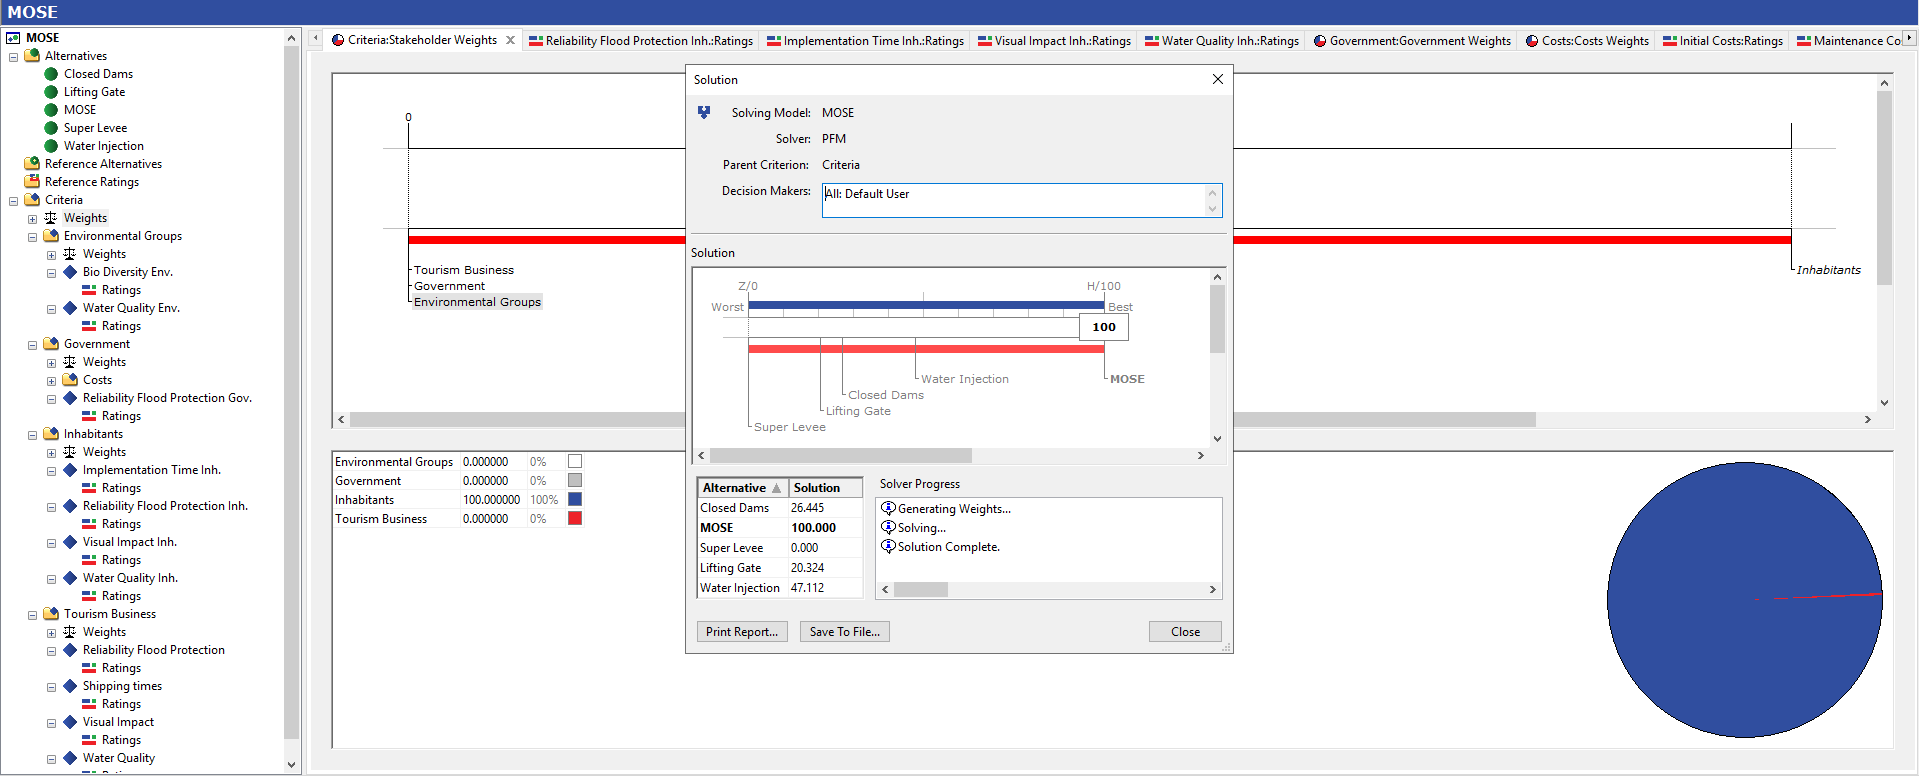 MOSE
MOSE
Alternatives
Closed Dams
Lifting Gate
MOSE
Super Levee
Water Injection
Reference Alternatives
Reference Ratings
Criteria
Weights
Environmental Groups
Weights
Bio Diversity Env.
Ratings
Water Quality Env.
Ratings
Government
Weights
Costs
Reliability Flood Protection Gov.
Ratings
Inhabitants
Weights
Implementation Time Inh.
Ratings
Reliability Flood Protection Inh.
Ratings
Visual Impact Inh.
Ratings
Water Quality Inh.
Ratings
Tourism Business
Weights
Reliability Flood Protection
Ratings
Shipping times
Ratings
Visual Impact
Ratings
Water Quality
Criteria:Stakeholder Weights
Reliability Flood Protection Inh.:Ratings
Implementation Time Inh.:Ratings
Visual Impact Inh.:Ratings
Water Quality Inh.:Ratings
Government:Government Weights
Costs:Costs Weights
Initial Costs:Ratings
Maintenance Co
0
Tourism Business
Government
Environmental Groups
Inhabitants
Environmental Groups 0.000000 0%
Government 0.000000 0%
Inhabitants 100.000000 100%
Tourism Business 0.000000 0%
Solution
Solving Model: MOSE
Solver: PFM
Parent Criterion: Criteria
Decision Makers: All: Default User
Solution
Z/0 H/100
Worst Best
100
Water Injection MOSE
Closed Dams
Lifting Gate
Super Levee
Alternative Solution
Closed Dams 26.445
MOSE 100.000
Super Levee 0.000
Lifting Gate 20.324
Water Injection 47.112
Solver Progress
Generating Weights...
Solving...
Solution Complete.
Print Report... Save To File... Close